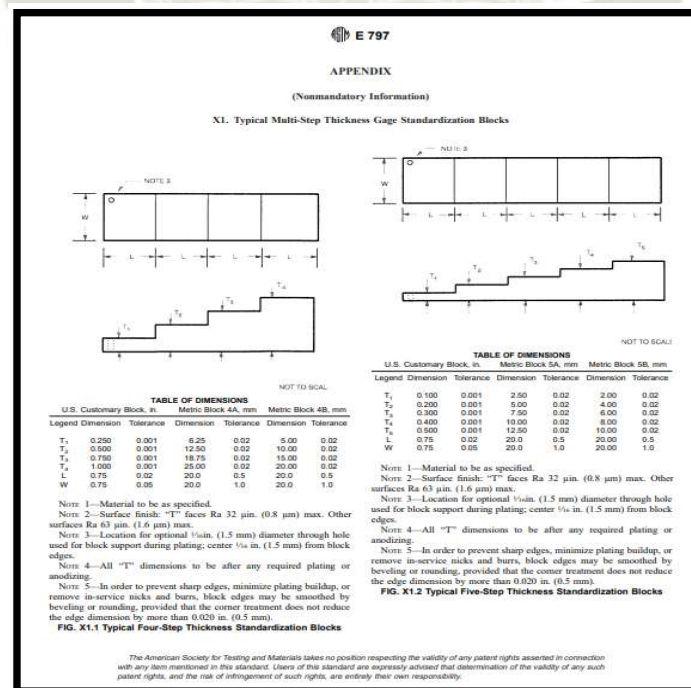 ASTM E 797
APPENDIX
(Nonmandatory Information)
X1. Typical Multi-Step Thickness Gage Standardization Blocks
NOTE 3
W
L L L L
T₁
T₂
T₃
T₄
NOT TO SCAL
TABLE OF DIMENSIONS
U.S. Customary Block, in. Metric Block 4A, mm Metric Block 4B, mm
Legend Dimension Tolerance Dimension Tolerance Dimension Tolerance
T₁ 0.250 0.001 6.25 0.02 5.00 0.02
T₂ 0.500 0.001 12.50 0.02 10.00 0.02
T₃ 0.750 0.001 18.75 0.02 15.00 0.02
T₄ 1.000 0.001 25.00 0.02 20.00 0.02
L 0.75 0.02 20.0 0.5 20.0 0.5
W 0.75 0.05 20.0 1.0 20.0 1.0
NOTE 1—Material to be as specified.
NOTE 2—Surface finish: "T" faces Ra 32 µin. (0.8 µm) max. Other
surfaces Ra 63 µin. (1.6 µm) max.
NOTE 3—Location for optional 1⁄16in. (1.5 mm) diameter through hole
used for block support during plating; center 1⁄16 in. (1.5 mm) from block
edges.
NOTE 4—All "T" dimensions to be after any required plating or
anodizing.
NOTE 5—In order to prevent sharp edges, minimize plating buildup, or
remove in-service nicks and burrs, block edges may be smoothed by
beveling or rounding, provided that the corner treatment does not reduce
the edge dimension by more than 0.020 in. (0.5 mm).
FIG. X1.1 Typical Four-Step Thickness Standardization Blocks
NOTE 3
W
L L L L L
T₁
T₂
T₃
T₄
T₅
NOT TO SCALE
TABLE OF DIMENSIONS
U.S. Customary Block, in. Metric Block 5A, mm Metric Block 5B, mm
Legend Dimension Tolerance Dimension Tolerance Dimension Tolerance
T₁ 0.100 0.001 2.50 0.02 2.00 0.02
T₂ 0.200 0.001 5.00 0.02 4.00 0.02
T₃ 0.300 0.001 7.50 0.02 6.00 0.02
T₄ 0.400 0.001 10.00 0.02 8.00 0.02
T₅ 0.500 0.001 12.50 0.02 10.00 0.02
L 0.75 0.02 20.0 0.5 20.00 0.5
W 0.75 0.05 20.0 1.0 20.00 1.0
NOTE 1—Material to be as specified.
NOTE 2—Surface finish: "T" faces Ra 32 µin. (0.8 µm) max. Other
surfaces Ra 63 µin. (1.6 µm) max.
NOTE 3—Location for optional 1⁄16in. (1.5 mm) diameter through hole
used for block support during plating; center 1⁄16 in. (1.5 mm) from block
edges.
NOTE 4—All "T" dimensions to be after any required plating or
anodizing.
NOTE 5—In order to prevent sharp edges, minimize plating buildup, or
remove in-service nicks and burrs, block edges may be smoothed by
beveling or rounding, provided that the corner treatment does not reduce
the edge dimension by more than 0.020 in. (0.5 mm).
FIG. X1.2 Typical Five-Step Thickness Standardization Blocks
The American Society for Testing and Materials takes no position respecting the validity of any patent rights asserted in connection
with any item mentioned in this standard. Users of this standard are expressly advised that determination of the validity of any such
patent rights, and the risk of infringement of such rights, are entirely their own responsibility.